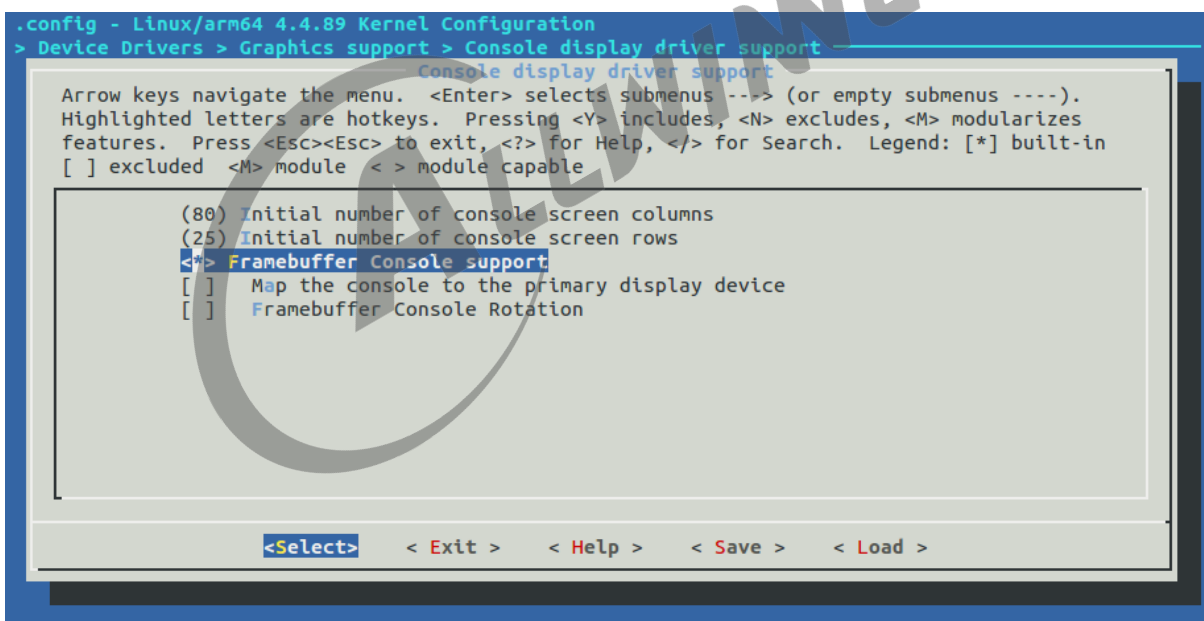 .config - Linux/arm64 4.4.89 Kernel Configuration
> Device Drivers > Graphics support > Console display driver support
Console display driver support
Arrow keys navigate the menu. <Enter> selects submenus ---> (or empty submenus ----).
Highlighted letters are hotkeys. Pressing <Y> includes, <N> excludes, <M> modularizes
features. Press <Esc><Esc> to exit, <?> for Help, </> for Search. Legend: [*] built-in
[ ] excluded <M> module < > module capable
(80) Initial number of console screen columns
(25) Initial number of console screen rows
<*> Framebuffer Console support
[ ] Map the console to the primary display device
[ ] Framebuffer Console Rotation
<Select> < Exit > < Help > < Save > < Load >